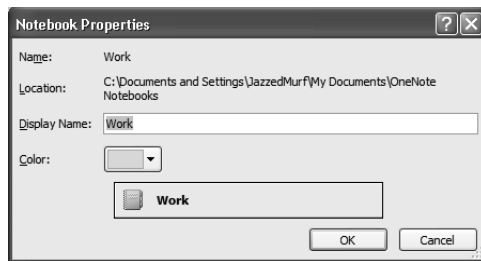 Notebook Properties
Name: Work
Location: C:\Documents and Settings\JazzedMurf\My Documents\OneNote
Notebooks
Display Name: Work
Color:
Work
OK Cancel